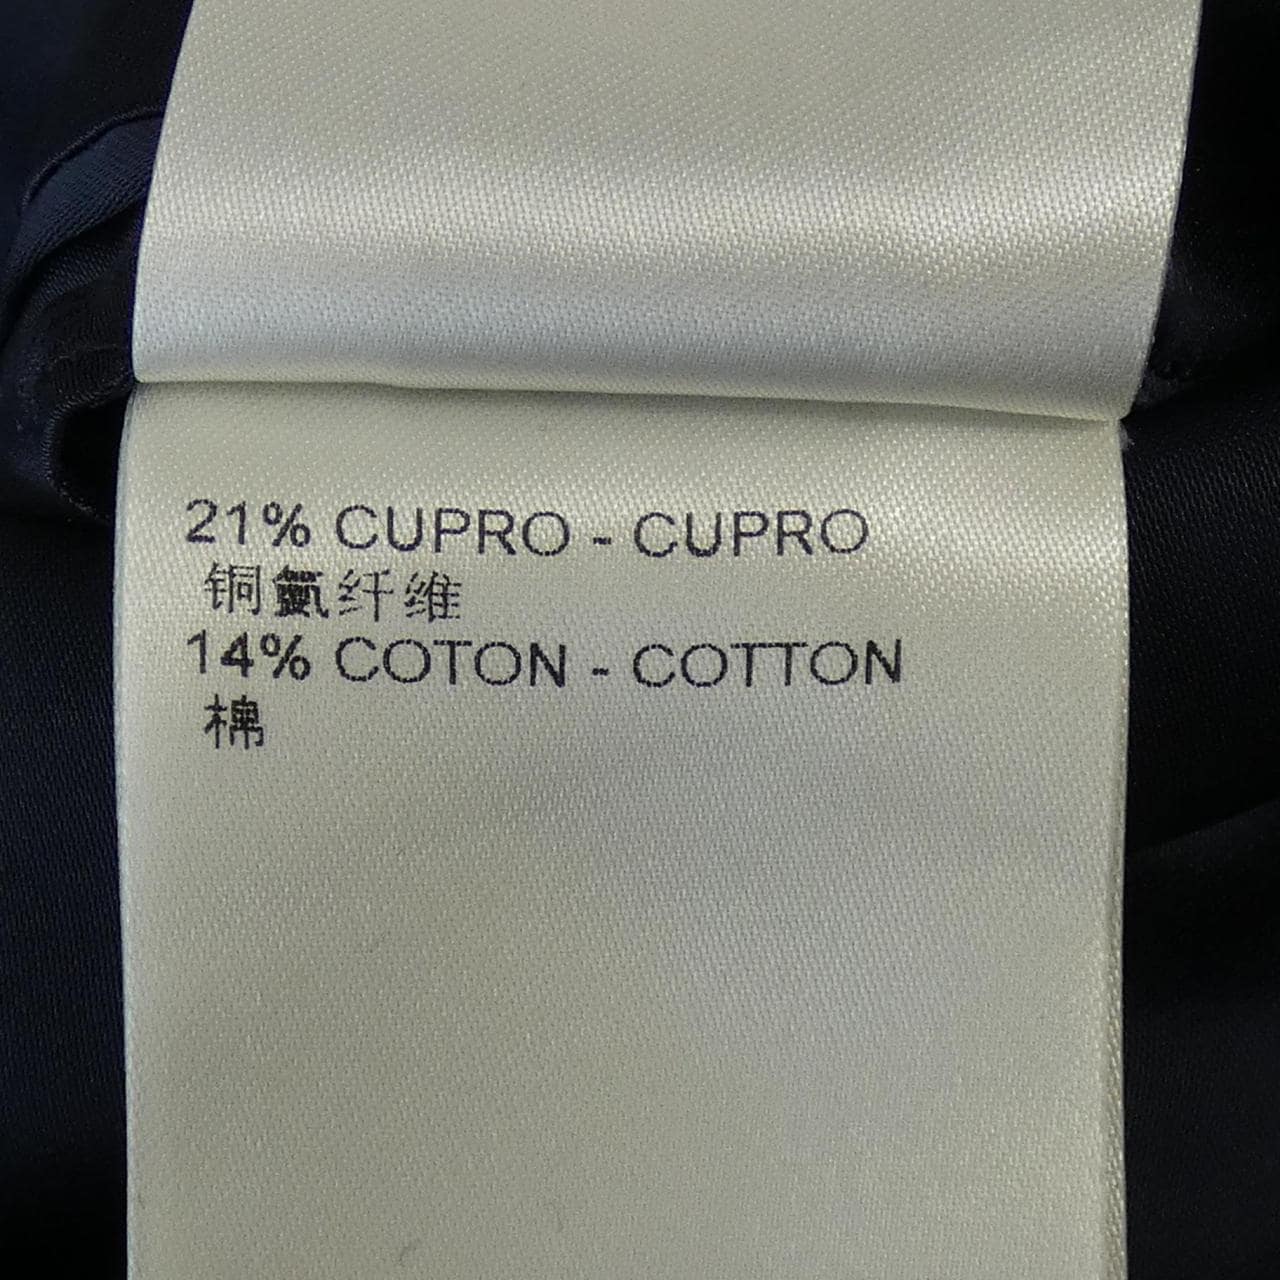 21% CUPRO - CUPRO
铜氨纤维
14% COTON - COTTON
棉